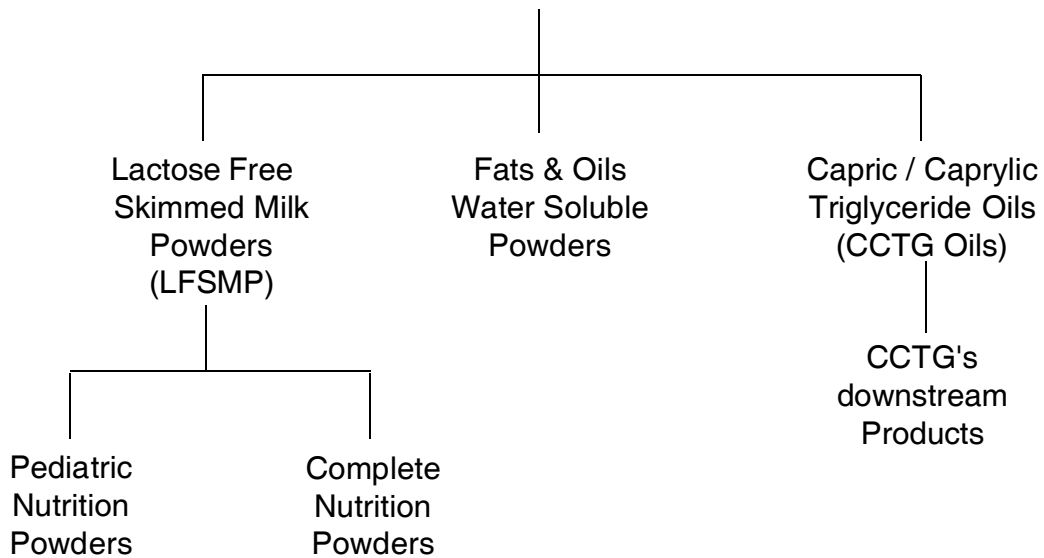 Lactose Free
Skimmed Milk
Powders
(LFSMP)
Fats & Oils
Water Soluble
Powders
Capric / Caprylic
Triglyceride Oils
(CCTG Oils)
CCTG's
downstream
Products
Pediatric
Nutrition
Powders
Complete
Nutrition
Powders